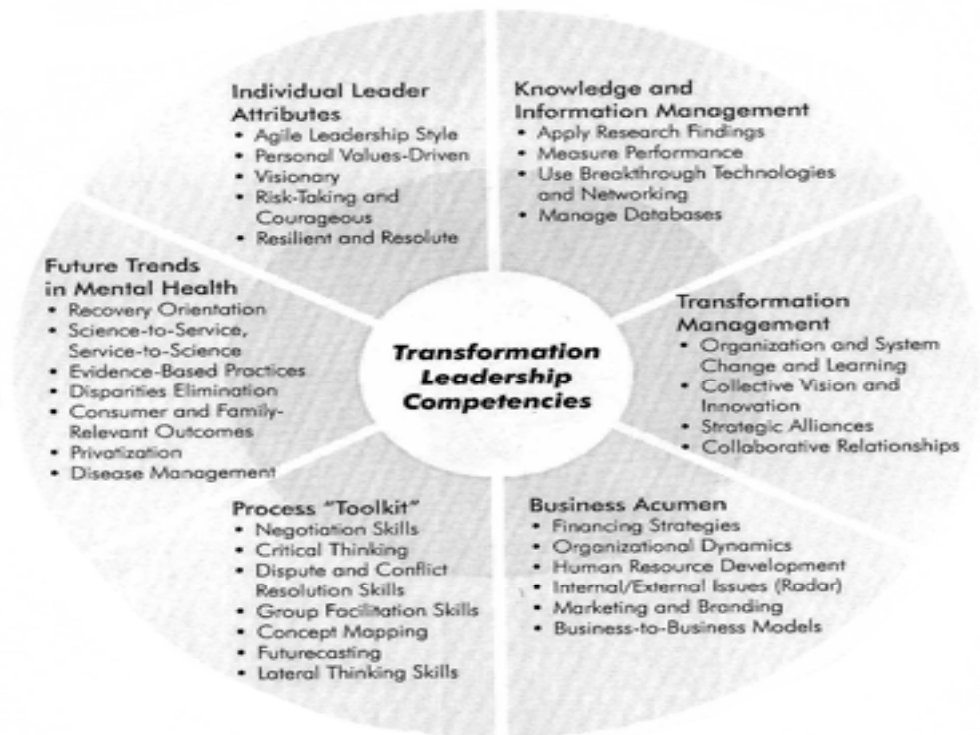 Individual Leader
Attributes
• Agile Leadership Style
• Personal Values-Driven
• Visionary
• Risk-Taking and
Courageous
• Resilient and Resolute
Knowledge and
Information Management
• Apply Research Findings
• Measure Performance
• Use Breakthrough Technologies
and Networking
• Manage Databases
Transformation
Management
• Organization and System
Change and Learning
• Collective Vision and
Innovation
• Strategic Alliances
• Collaborative Relationships
Business Acumen
• Financing Strategies
• Organizational Dynamics
• Human Resource Development
• Internal/External Issues (Radar)
• Marketing and Branding
• Business-to-Business Models
Process "Toolkit"
• Negotiation Skills
• Critical Thinking
• Dispute and Conflict
Resolution Skills
• Group Facilitation Skills
• Concept Mapping
• Futurecasting
• Lateral Thinking Skills
Future Trends
in Mental Health
• Recovery Orientation
• Science-to-Service,
Service-to-Science
• Evidence-Based Practices
• Disparities Elimination
• Consumer and Family-
Relevant Outcomes
• Privatization
• Disease Management
Transformation
Leadership
Competencies